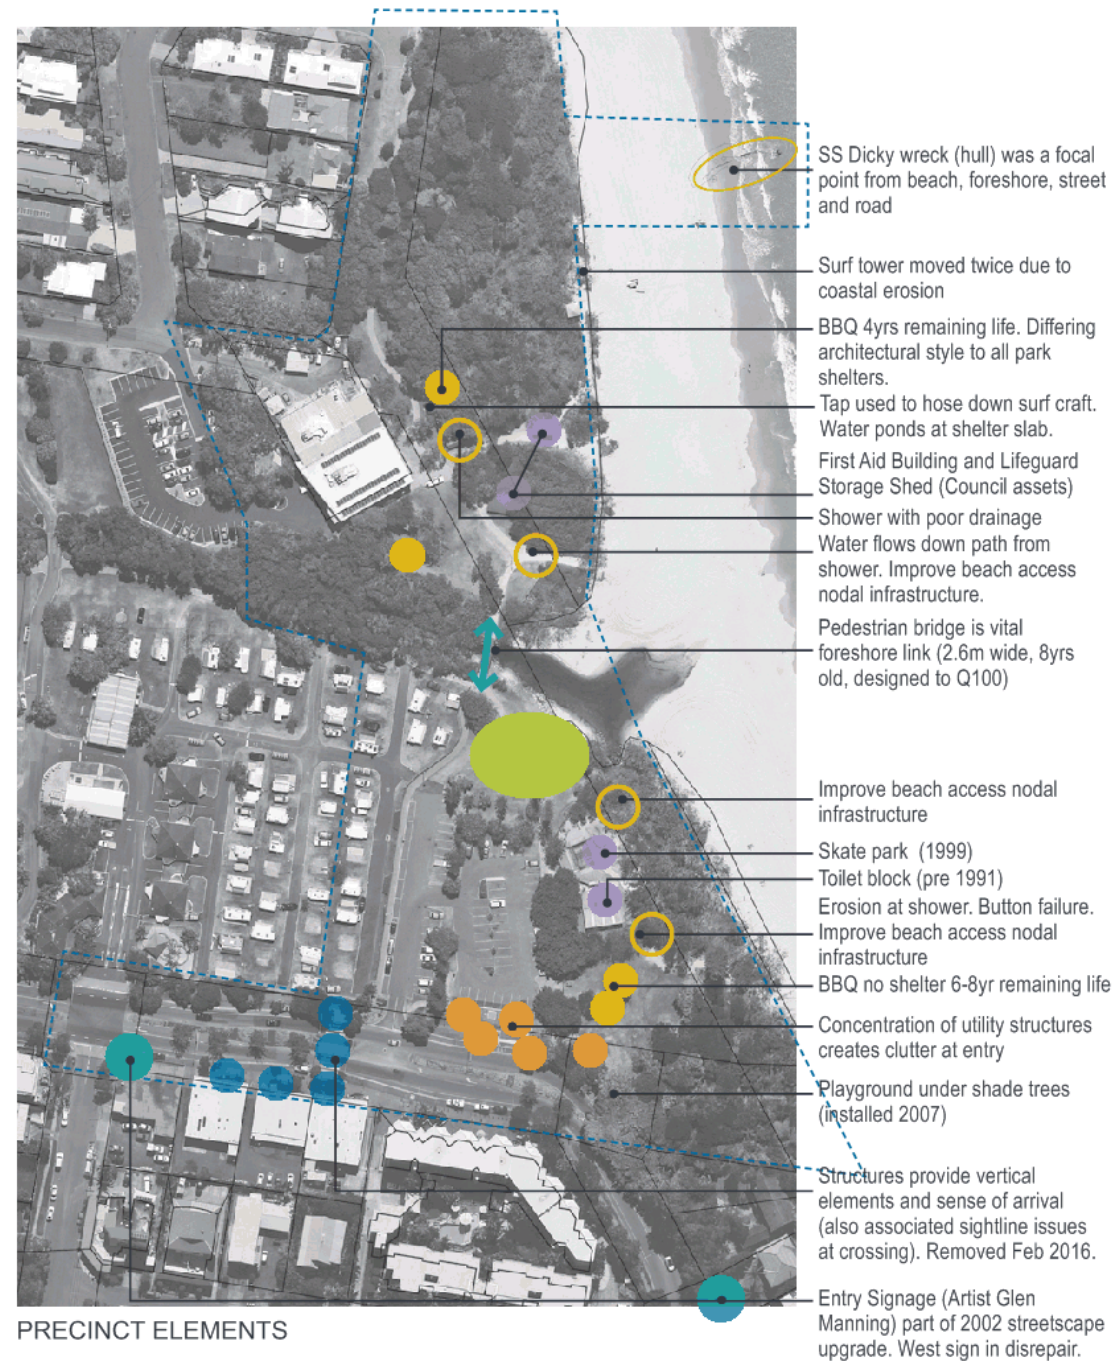 SS Dicky wreck (hull) was a focal
point from beach, foreshore, street
and road
Surf tower moved twice due to
coastal erosion
BBQ 4yrs remaining life. Differing
architectural style to all park
shelters.
Tap used to hose down surf craft.
Water ponds at shelter slab.
First Aid Building and Lifeguard
Storage Shed (Council assets)
Shower with poor drainage
Water flows down path from
shower. Improve beach access
nodal infrastructure.
Pedestrian bridge is vital
foreshore link (2.6m wide, 8yrs
old, designed to Q100)
Improve beach access nodal
infrastructure
Skate park (1999)
Toilet block (pre 1991)
Erosion at shower. Button failure.
Improve beach access nodal
infrastructure
BBQ no shelter 6-8yr remaining life
Concentration of utility structures
creates clutter at entry
Playground under shade trees
(installed 2007)
Structures provide vertical
elements and sense of arrival
(also associated sightline issues
at crossing). Removed Feb 2016.
Entry Signage (Artist Glen
Manning) part of 2002 streetscape
upgrade. West sign in disrepair.
PRECINCT ELEMENTS